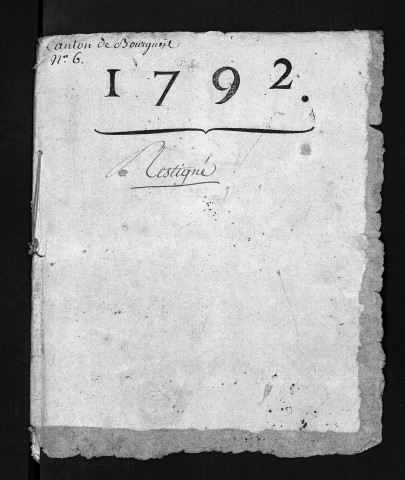 Canton de Bourgueil
N° 6.
1792.
Restigné